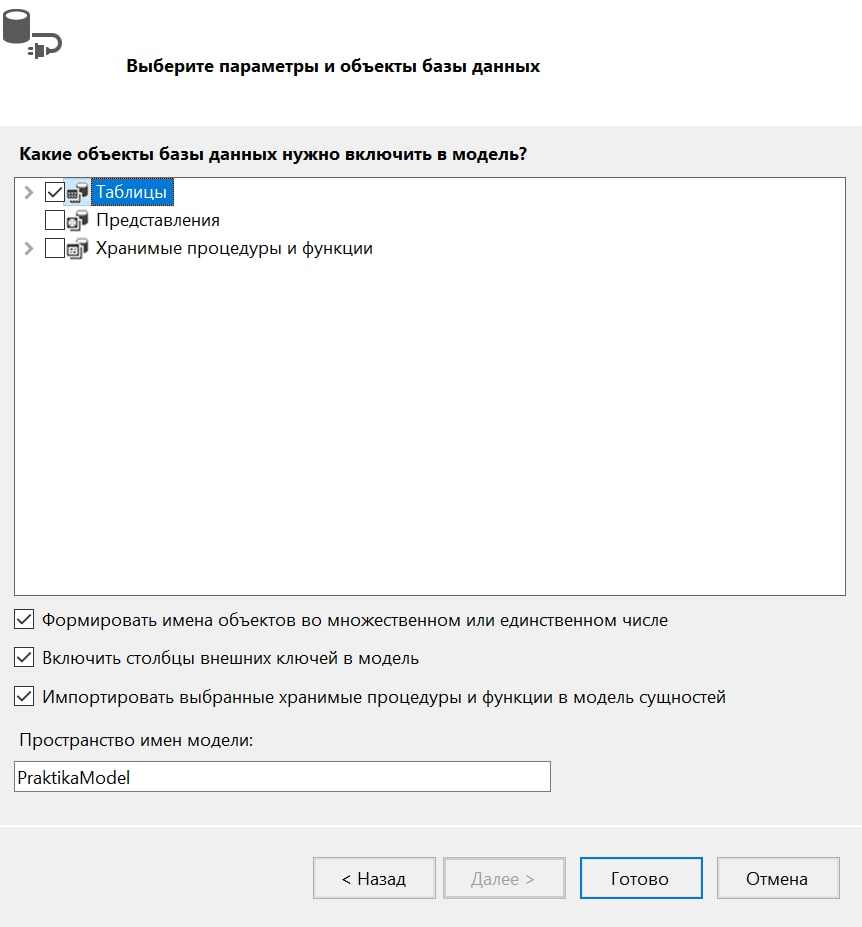 Выберите параметры и объекты базы данных
Какие объекты базы данных нужно включить в модель?
Таблицы
Представления
Хранимые процедуры и функции
Формировать имена объектов во множественном или единственном числе
Включить столбцы внешних ключей в модель
Импортировать выбранные хранимые процедуры и функции в модель сущностей
Пространство имен модели:
PraktikaModel
< Назад Далее > Готово Отмена